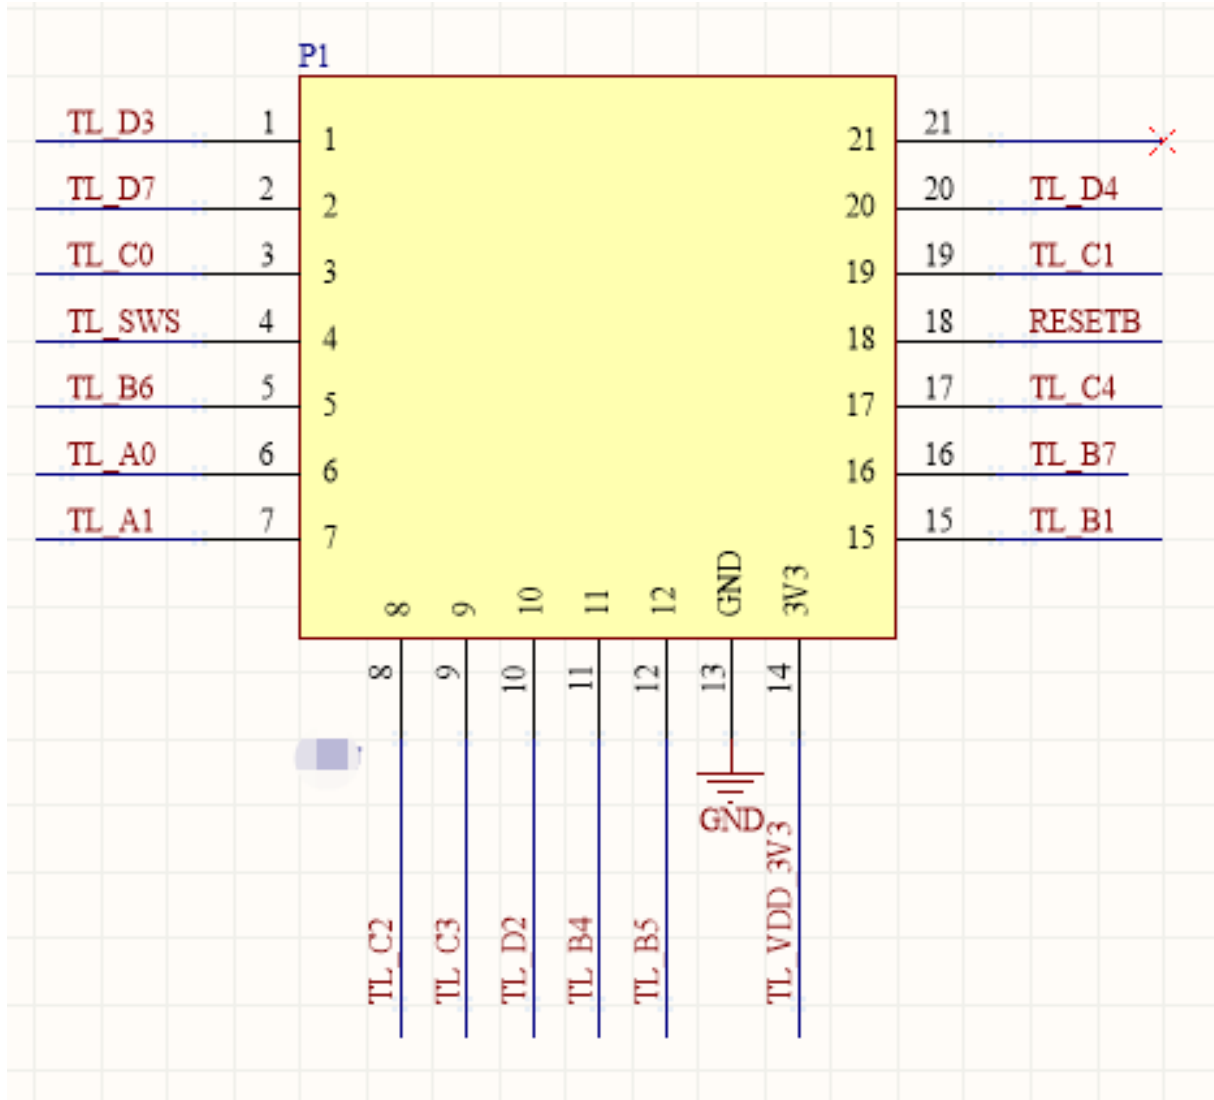 P1
TL_D3 1 1 21 21
TL_D7 2 2 20 20 TL_D4
TL_C0 3 3 19 19 TL_C1
TL_SWS 4 4 18 18 RESETB
TL_B6 5 5 17 17 TL_C4
TL_A0 6 6 16 16 TL_B7
TL_A1 7 7 15 15 TL_B1
8 9 10 11 12 GND 3V3
8 9 10 11 12 13 14
GND
TL_C2 TL_C3 TL_D2 TL_B4 TL_B5 TL_VDD_3V3